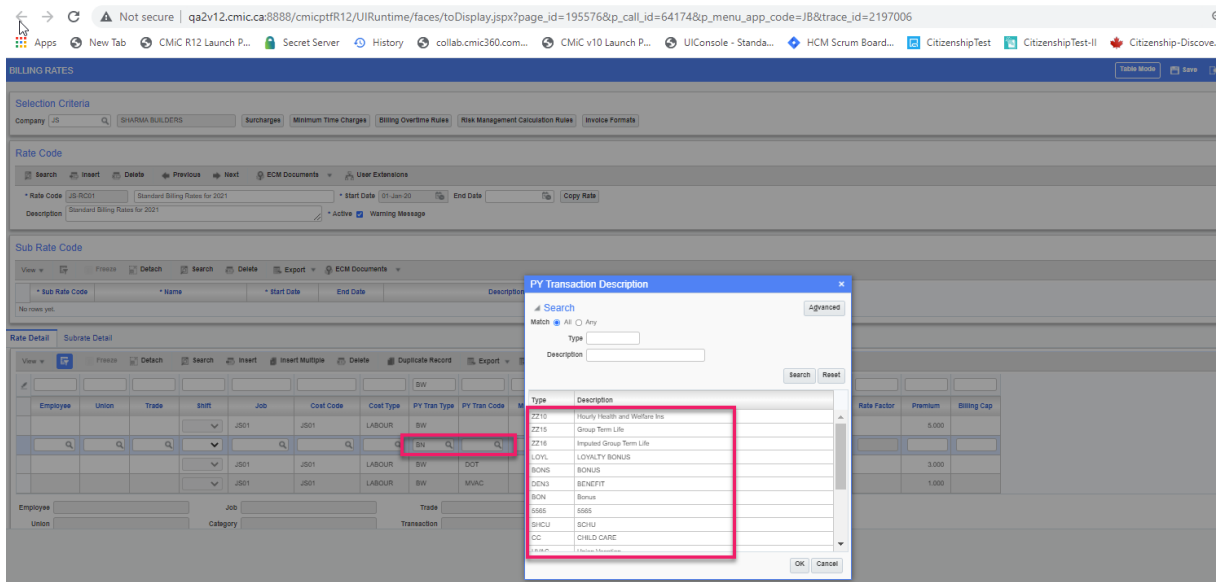 Not secure | qa2v12.cmic.ca:8888/cmicptfR12/UIRuntime/faces/toDisplay.jspx?page_id=195576&p_call_id=64174&p_menu_app_code=JB&trace_id=2197006
Apps New Tab CMiC R12 Launch P... Secret Server History collab.cmic360.com... CMiC v10 Launch P... UIConsole - Standa... HCM Scrum Board... CitizenshipTest CitizenshipTest-II Citizenship-Discove
BILLING RATES Table Mode Save
Selection Criteria
Company JS SHARMA BUILDERS Surcharges Minimum Time Charges Billing Overtime Rules Risk Management Calculation Rules Invoice Formats
Rate Code
Search Insert Delete Previous Next ECM Documents User Extensions
* Rate Code JS-RC01 Standard Billing Rates for 2021 * Start Date 01-Jan-20 End Date Copy Rate
Description Standard Billing Rates for 2021 * Active Warning Message
Sub Rate Code
View Freeze Detach Search Delete Export ECM Documents
* Sub Rate Code * Name * Start Date End Date Description
No rows yet.
Rate Detail Subrate Detail
View Freeze Detach Search Insert Insert Multiple Delete Duplicate Record Export
BW
Employee Union Trade Shift Job Cost Code Cost Type PY Tran Type PY Tran Code M Rate Factor Premium Billing Cap
JS01 JS01 LABOUR BW 5.000
BN
JS01 JS01 LABOUR BW DOT 3.000
JS01 JS01 LABOUR BW MVAC 1.000
Employee Job Trade
Union Category Transaction
PY Transaction Description ×
Search Advanced
Match All Any
Type
Description
Search Reset
Type Description
ZZ10 Hourly Health and Welfare Ins
ZZ15 Group Term Life
ZZ16 Imputed Group Term Life
LOYL LOYALTY BONUS
BONS BONUS
DEN3 BENEFIT
BON Bonus
5565 5565
SHCU SCHU
CC CHILD CARE
OK Cancel